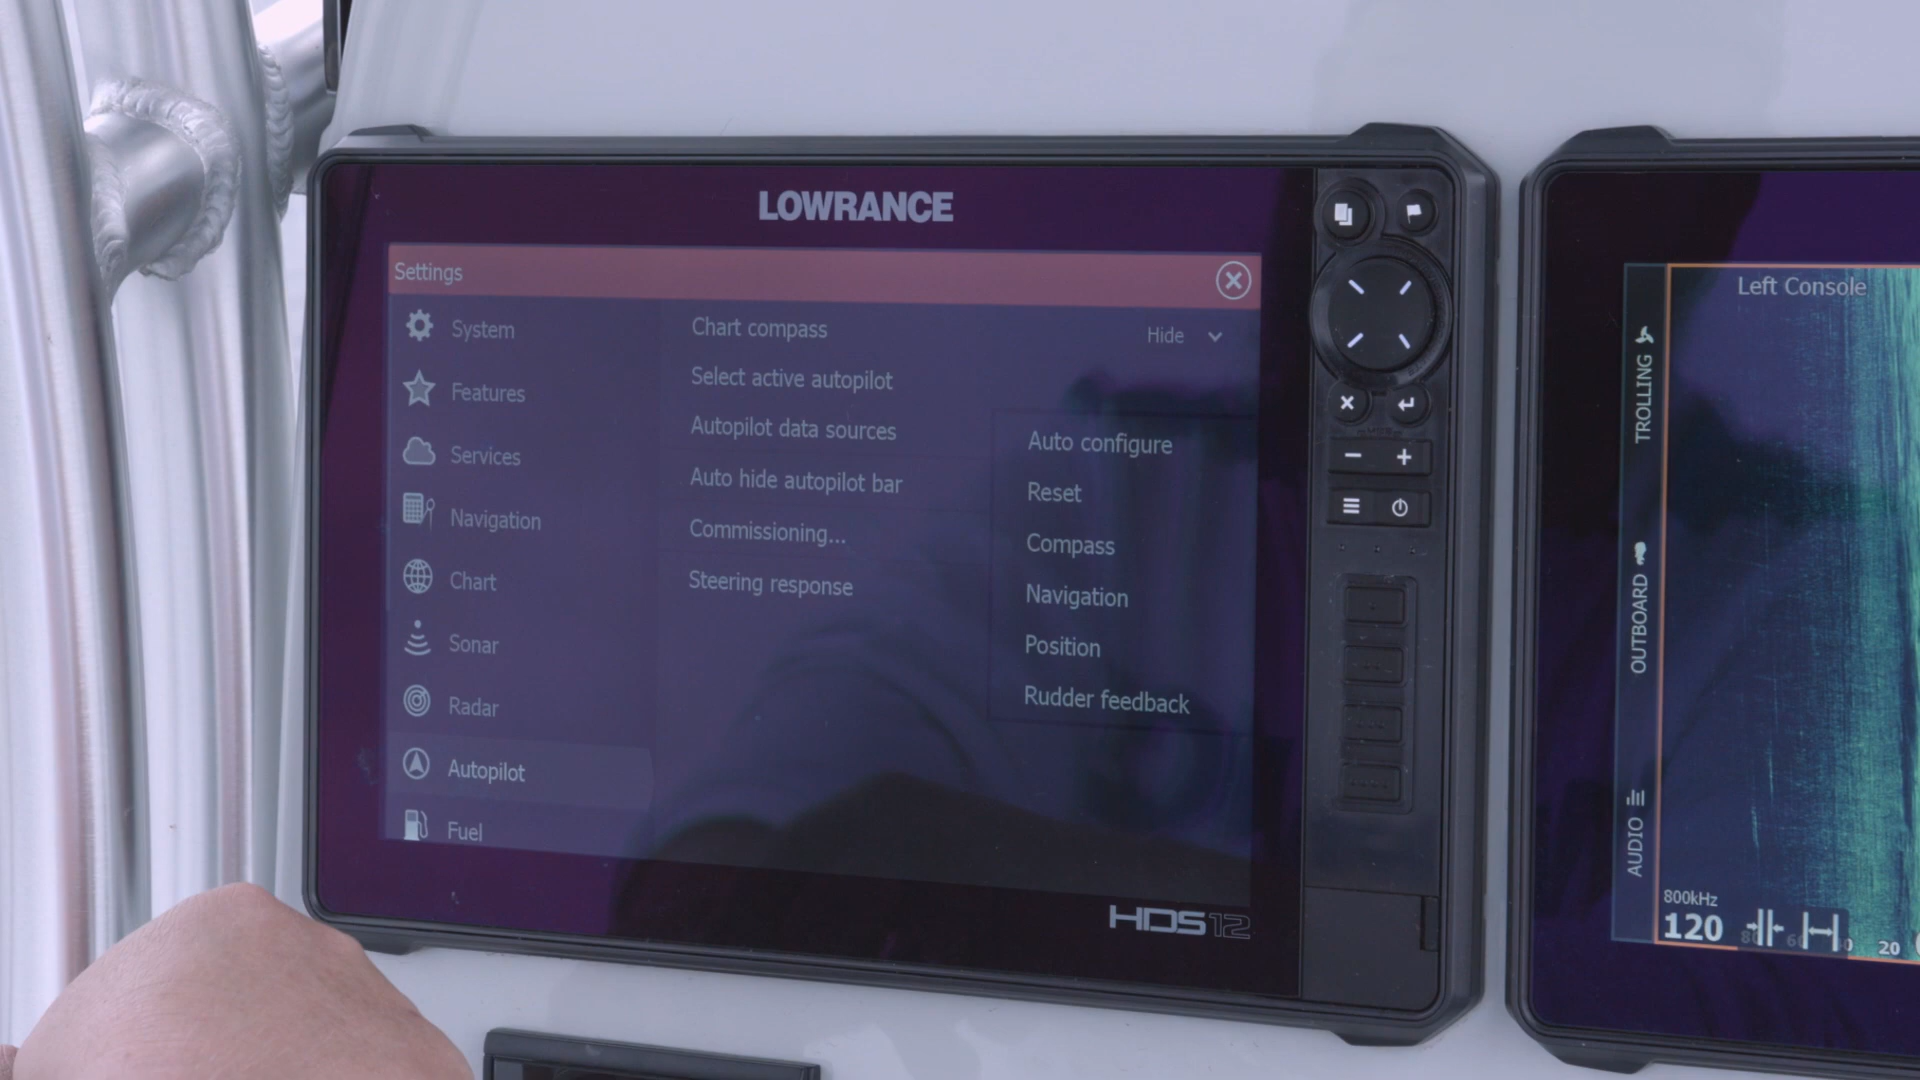 LOWRANCE
Settings
System
Features
Services
Navigation
Chart
Sonar
Radar
Autopilot
Fuel
Chart compass
Hide
Select active autopilot
Autopilot data sources
Auto hide autopilot bar
Commissioning...
Steering response
Auto configure
Reset
Compass
Navigation
Position
Rudder feedback
HDS 12
Left Console
TROLLING
OUTBOARD
AUDIO
800kHz
120
20